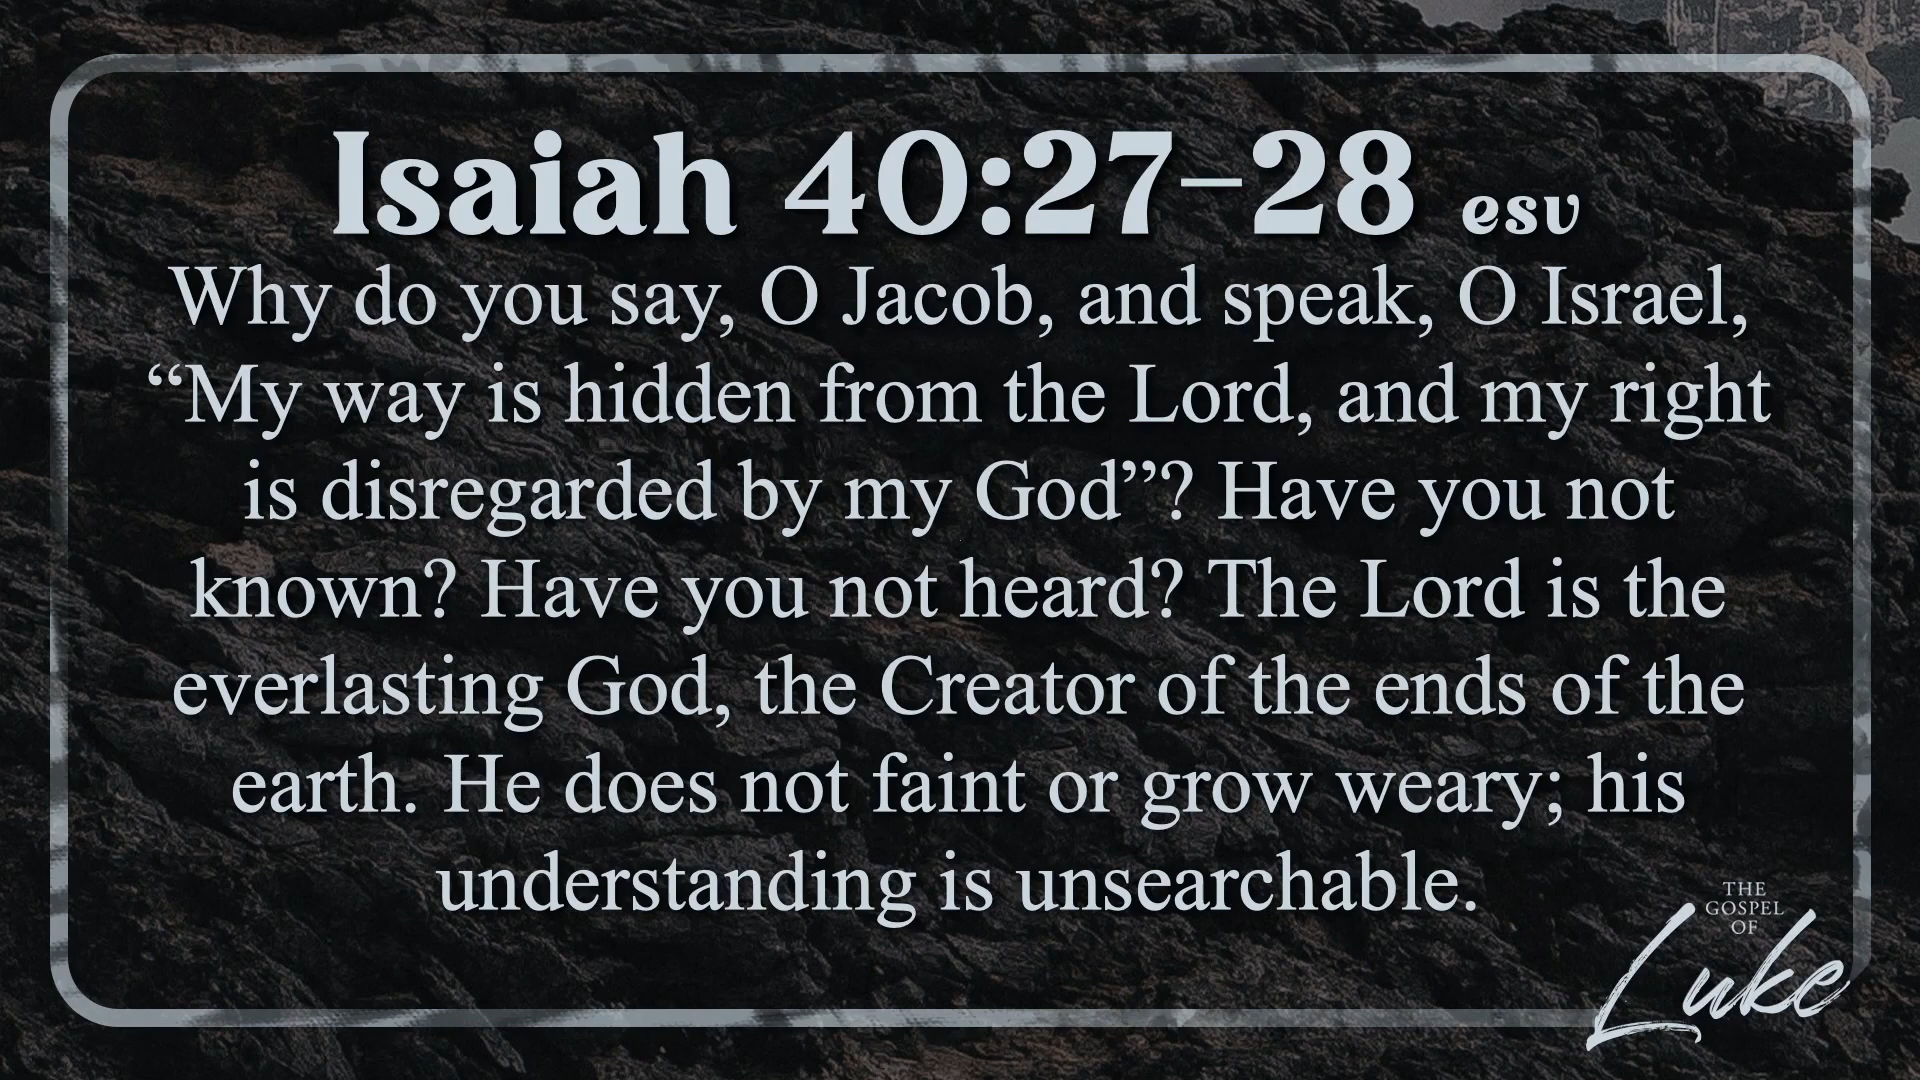 Isaiah 40:27–28 esv
Why do you say, O Jacob, and speak, O Israel,
“My way is hidden from the Lord, and my right
is disregarded by my God”? Have you not
known? Have you not heard? The Lord is the
everlasting God, the Creator of the ends of the
earth. He does not faint or grow weary; his
understanding is unsearchable.
THE
GOSPEL
OF
Luke